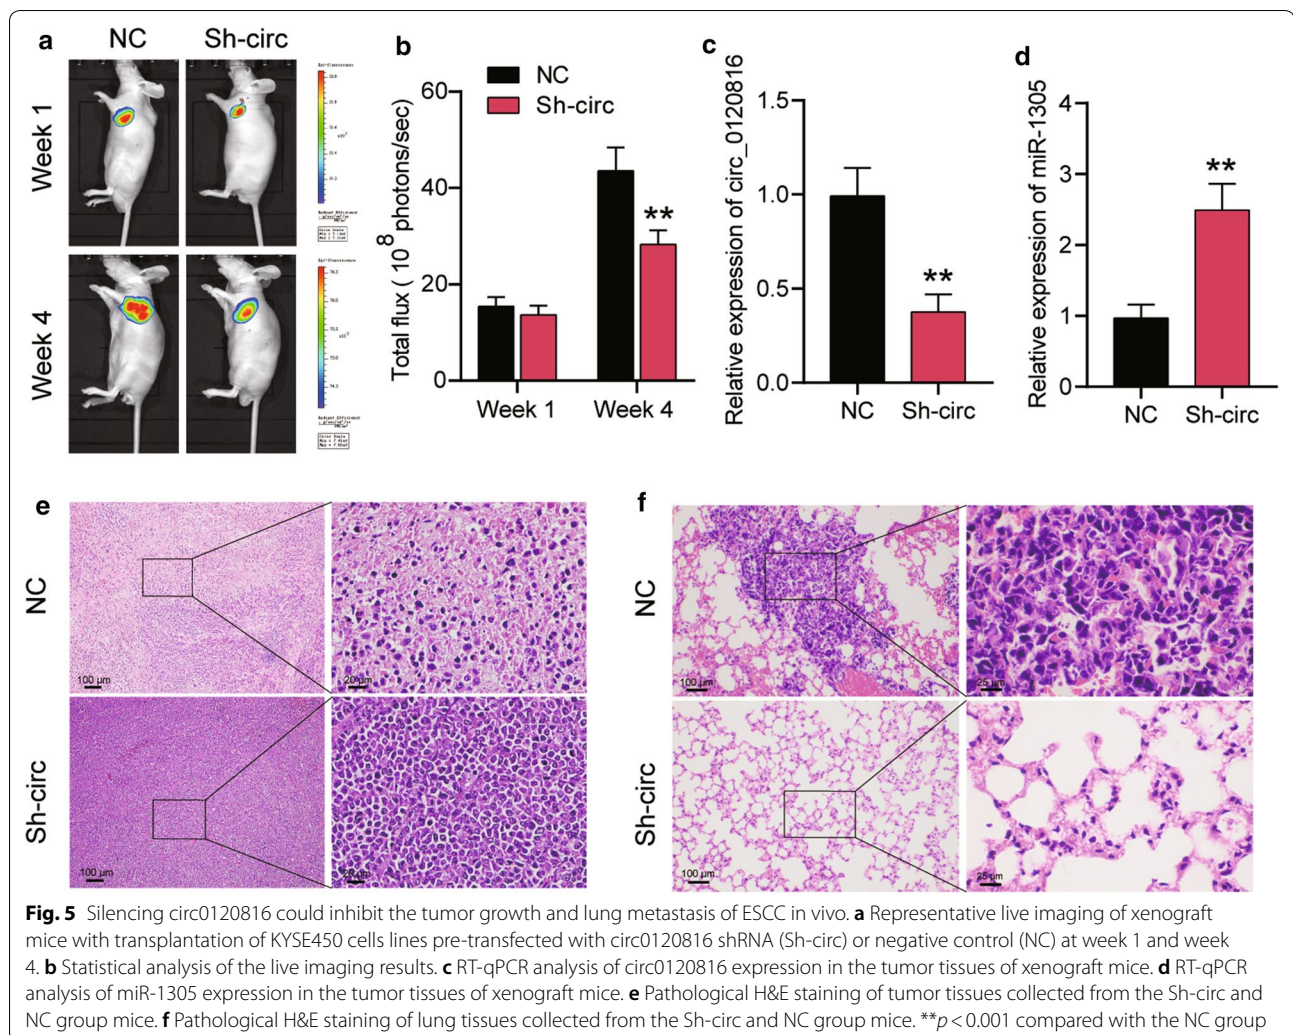 a
NC
Sh-circ
Week 1
Week 4
b
NC
Sh-circ
Total flux ( 10^8 photons/sec)
60
40
20
0
**
Week 1
Week 4
c
Relative expression of circ_0120816
1.5
1.0
0.5
0.0
**
NC
Sh-circ
d
Relative expression of miR-1305
4
3
2
1
0
**
NC
Sh-circ
e
NC
100 µm
20 µm
Sh-circ
100 µm
20 µm
f
NC
100 µm
25 µm
Sh-circ
100 µm
25 µm
Fig. 5 Silencing circ0120816 could inhibit the tumor growth and lung metastasis of ESCC in vivo. a Representative live imaging of xenograft
mice with transplantation of KYSE450 cells lines pre-transfected with circ0120816 shRNA (Sh-circ) or negative control (NC) at week 1 and week
4. b Statistical analysis of the live imaging results. c RT-qPCR analysis of circ0120816 expression in the tumor tissues of xenograft mice. d RT-qPCR
analysis of miR-1305 expression in the tumor tissues of xenograft mice. e Pathological H&E staining of tumor tissues collected from the Sh-circ and
NC group mice. f Pathological H&E staining of lung tissues collected from the Sh-circ and NC group mice. **p < 0.001 compared with the NC group